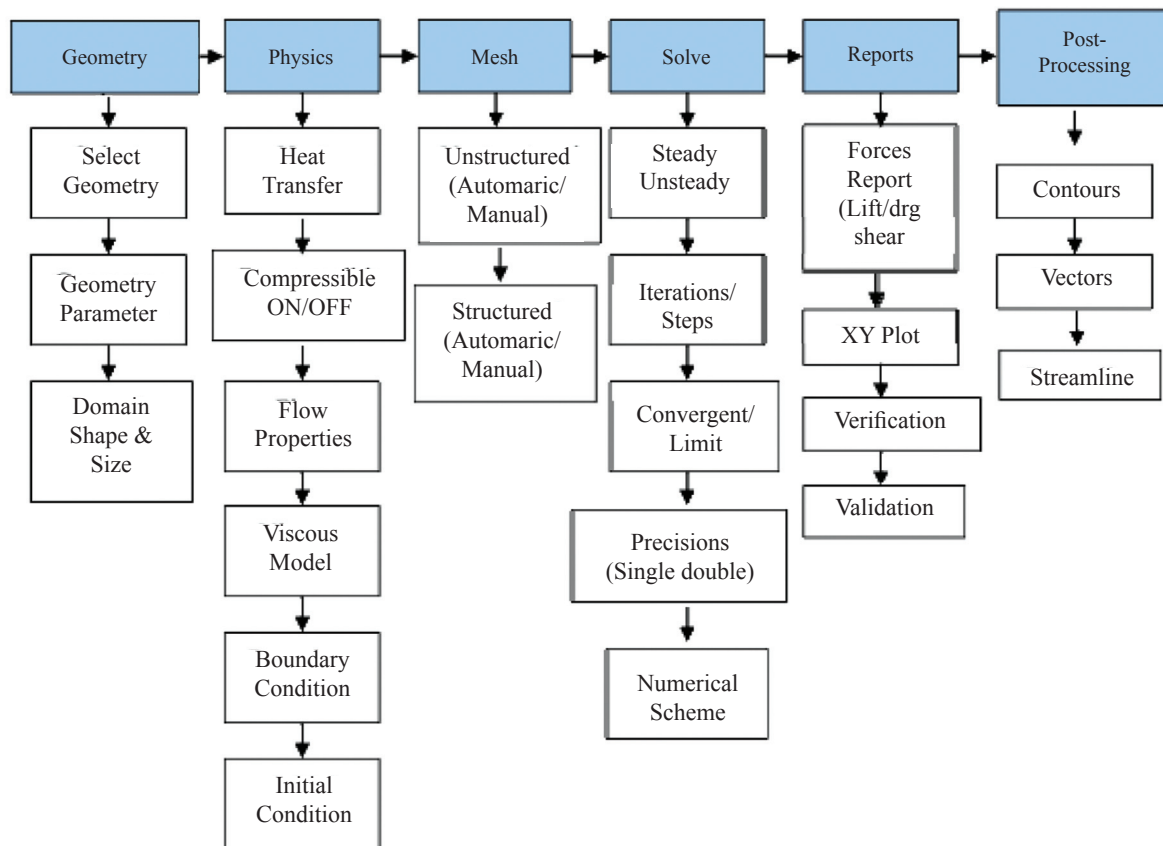 Geometry
Physics
Mesh
Solve
Reports
Post-
Processing
Select
Geometry
Geometry
Parameter
Domain
Shape &
Size
Heat
Transfer
Compressible
ON/OFF
Flow
Properties
Viscous
Model
Boundary
Condition
Initial
Condition
Unstructured
(Automaric/
Manual)
Structured
(Automaric/
Manual)
Steady
Unsteady
Iterations/
Steps
Convergent/
Limit
Precisions
(Single double)
Numerical
Scheme
Forces
Report
(Lift/drg
shear
XY Plot
Verification
Validation
Contours
Vectors
Streamline